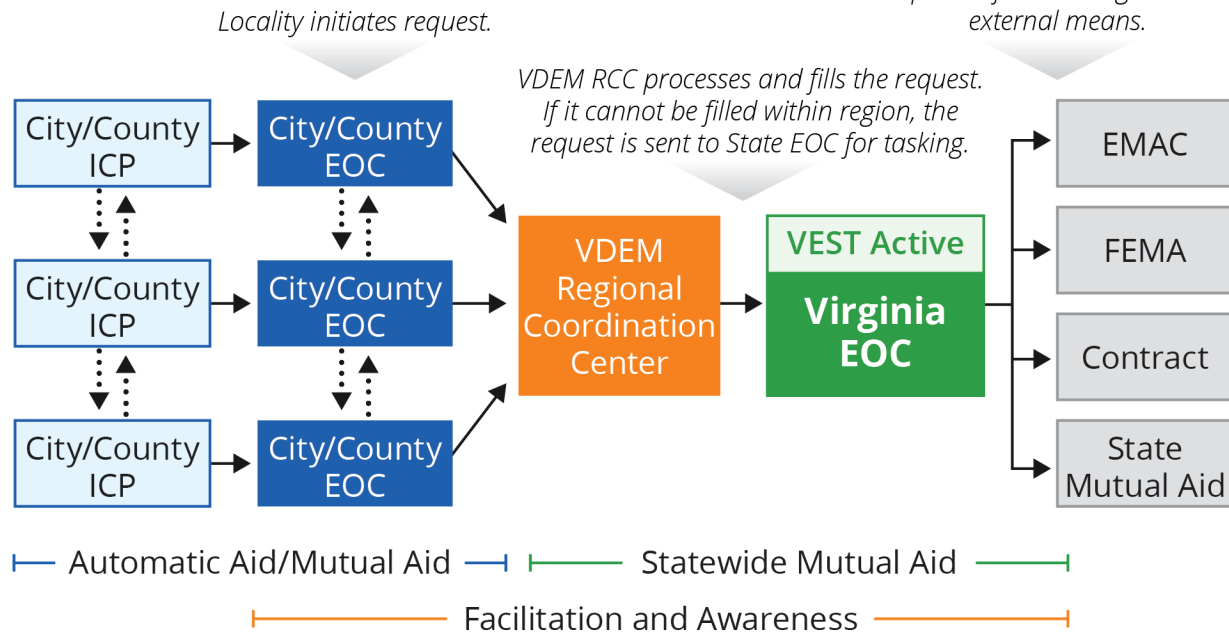 Locality initiates request.
external means.
VDEM RCC processes and fills the request.
If it cannot be filled within region, the
request is sent to State EOC for tasking.
City/County
ICP
City/County
EOC
EMAC
VDEM
Regional
Coordination
Center
VEST Active
Virginia
EOC
FEMA
City/County
ICP
City/County
EOC
Contract
City/County
ICP
City/County
EOC
State
Mutual Aid
Automatic Aid/Mutual Aid
Statewide Mutual Aid
Facilitation and Awareness